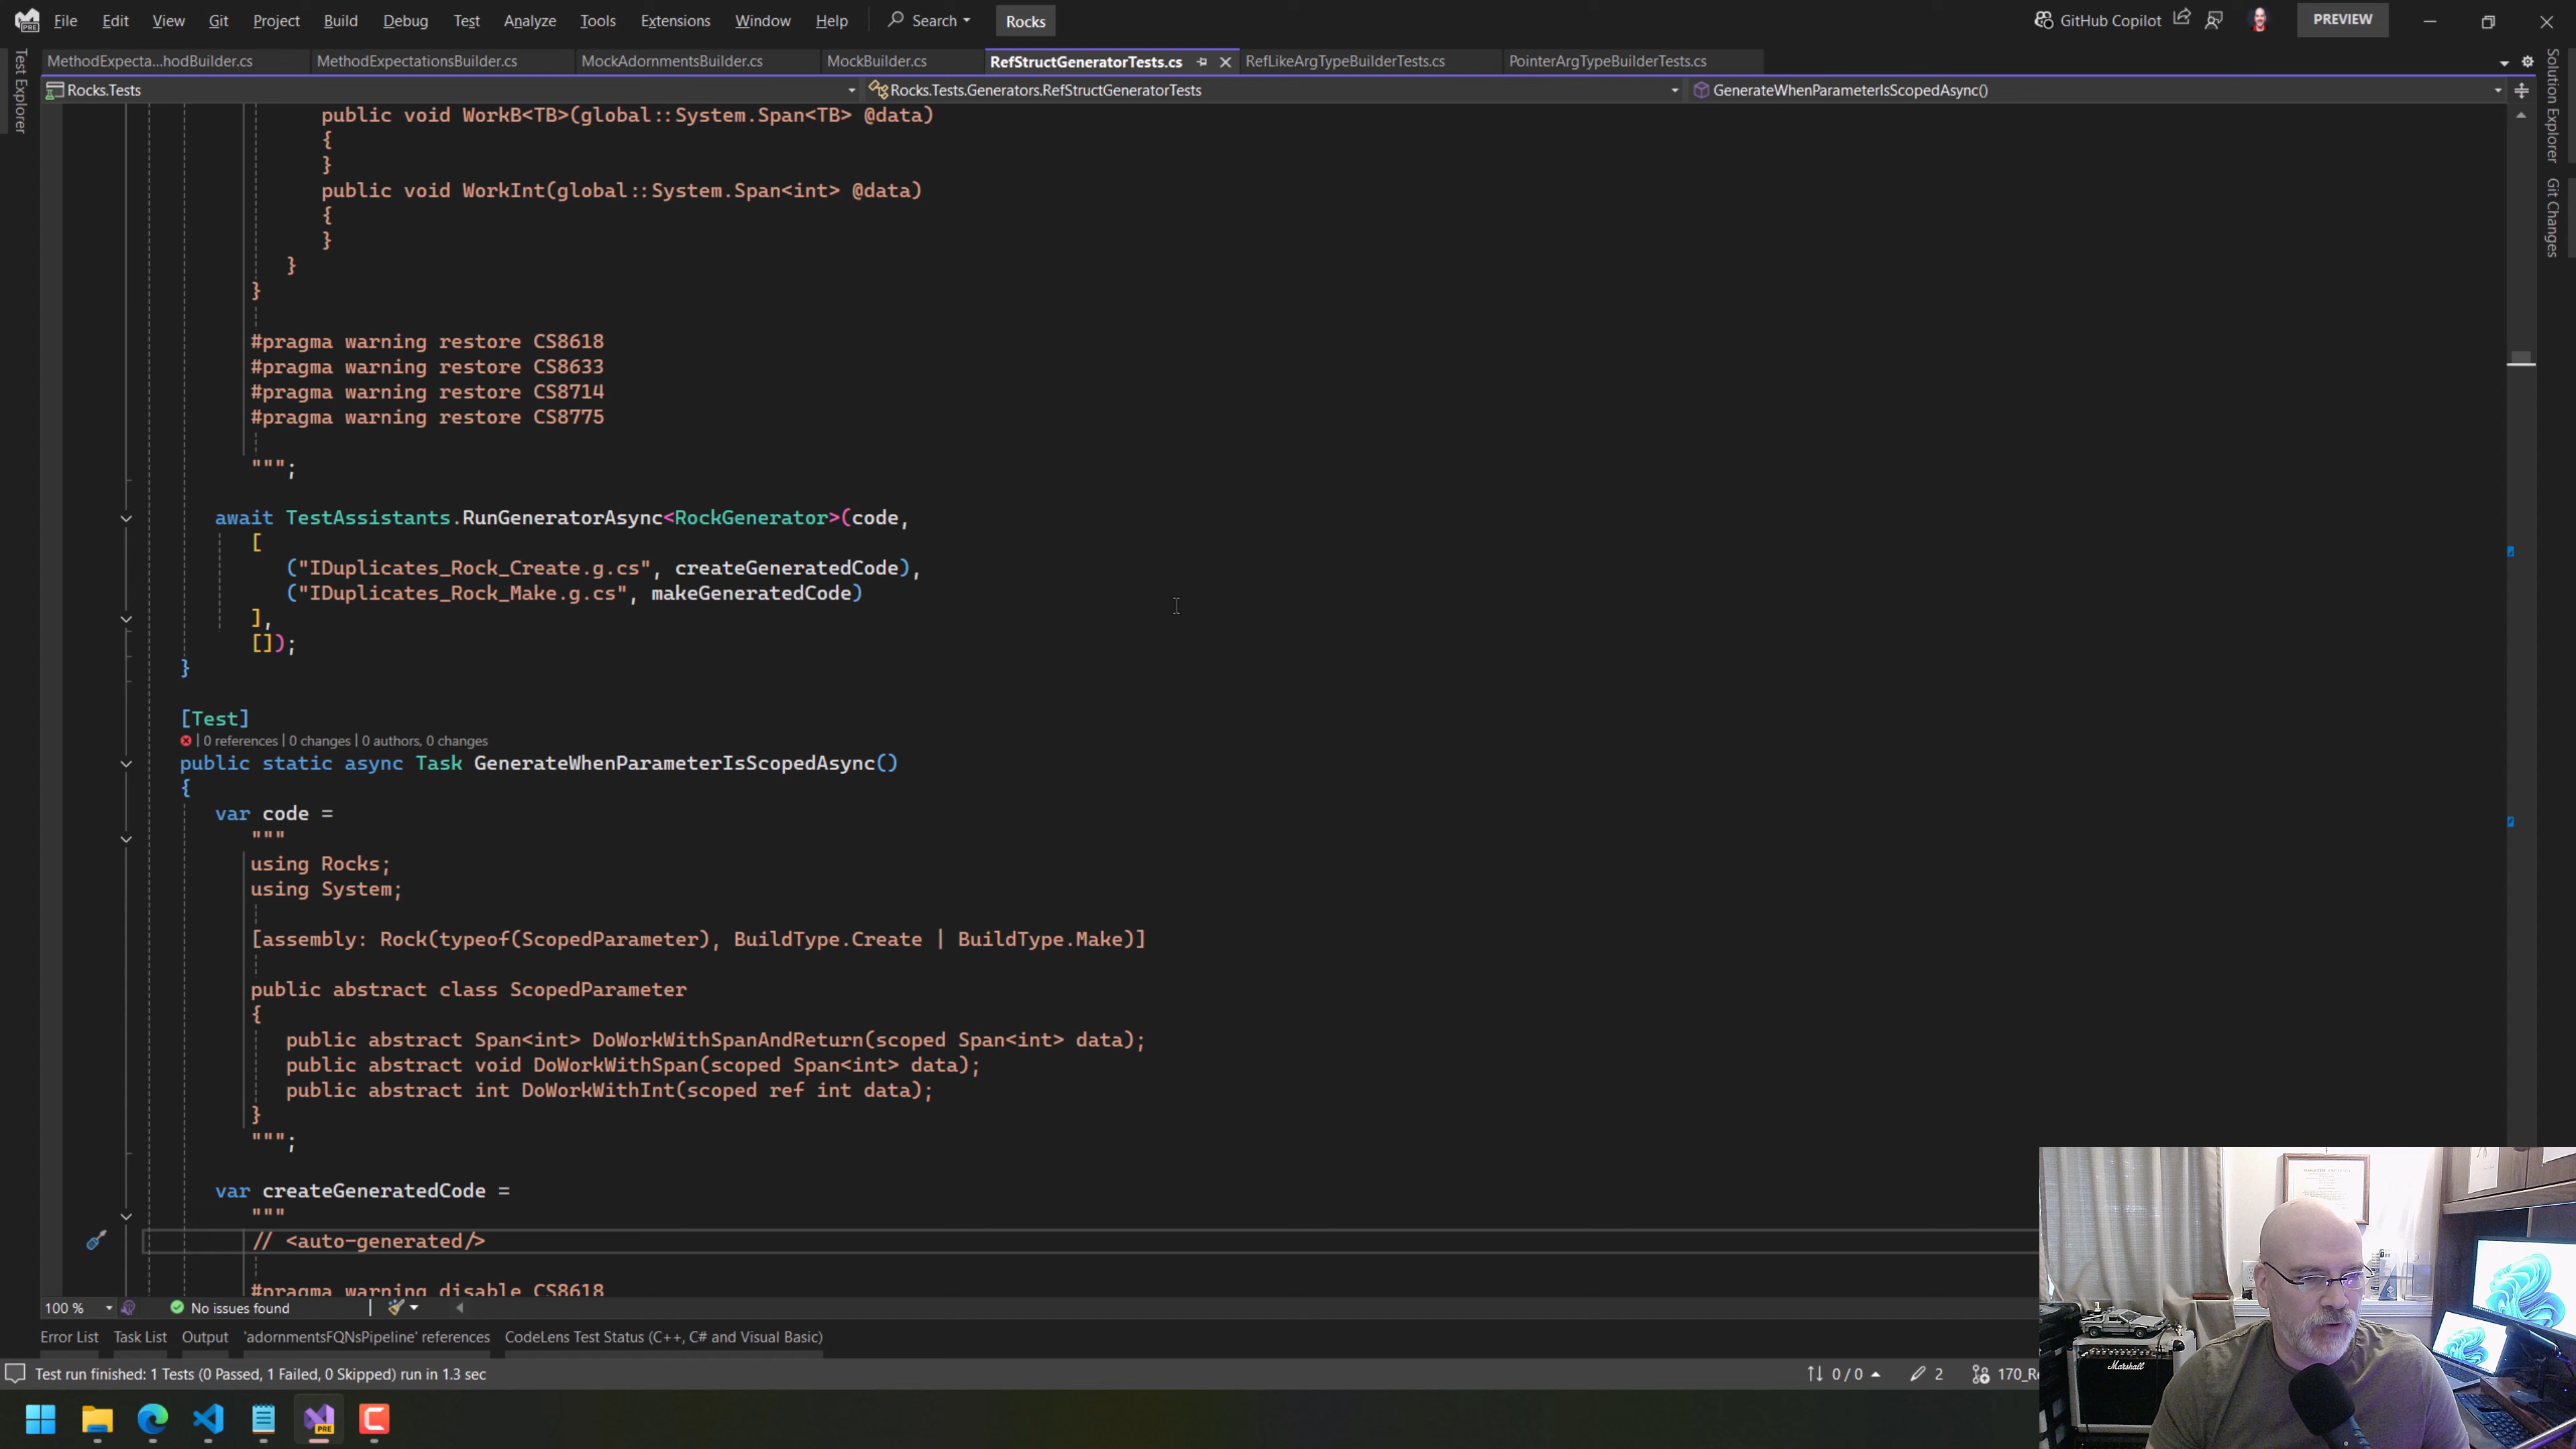 File Edit View Git Project Build Debug Test Analyze Tools Extensions Window Help Search Rocks GitHub Copilot PREVIEW
MethodExpecta...hodBuilder.cs MethodExpectationsBuilder.cs MockAdornmentsBuilder.cs MockBuilder.cs RefStructGeneratorTests.cs RefLikeArgTypeBuilderTests.cs PointerArgTypeBuilderTests.cs
Rocks.Tests Rocks.Tests.Generators.RefStructGeneratorTests GenerateWhenParameterIsScopedAsync()
Test Explorer
Solution Explorer
Git Changes
public void WorkB<TB>(global::System.Span<TB> @data)
{
}
public void WorkInt(global::System.Span<int> @data)
{
}
}
}
#pragma warning restore CS8618
#pragma warning restore CS8633
#pragma warning restore CS8714
#pragma warning restore CS8775
""";
await TestAssistants.RunGeneratorAsync<RockGenerator>(code,
[
("IDuplicates_Rock_Create.g.cs", createGeneratedCode),
("IDuplicates_Rock_Make.g.cs", makeGeneratedCode)
],
[]);
}
[Test]
| 0 references | 0 changes | 0 authors, 0 changes
public static async Task GenerateWhenParameterIsScopedAsync()
{
var code =
"""
using Rocks;
using System;
[assembly: Rock(typeof(ScopedParameter), BuildType.Create | BuildType.Make)]
public abstract class ScopedParameter
{
public abstract Span<int> DoWorkWithSpanAndReturn(scoped Span<int> data);
public abstract void DoWorkWithSpan(scoped Span<int> data);
public abstract int DoWorkWithInt(scoped ref int data);
}
""";
var createGeneratedCode =
"""
// <auto-generated/>
#pragma warning disable CS8618
100 % No issues found
Error List Task List Output 'adornmentsFQNsPipeline' references CodeLens Test Status (C++, C# and Visual Basic)
Test run finished: 1 Tests (0 Passed, 1 Failed, 0 Skipped) run in 1.3 sec 0 / 0 2 170_Re
PRE
Marshall